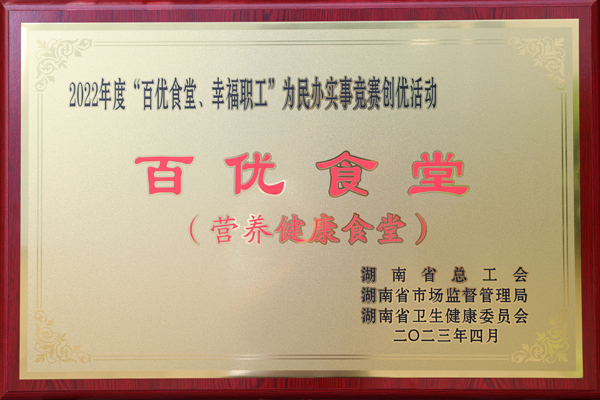 2022年度“百优食堂、幸福职工”为民办实事竞赛创优活动
百优食堂
（营养健康食堂）
湖南省总工会
湖南省市场监督管理局
湖南省卫生健康委员会
二〇二三年四月